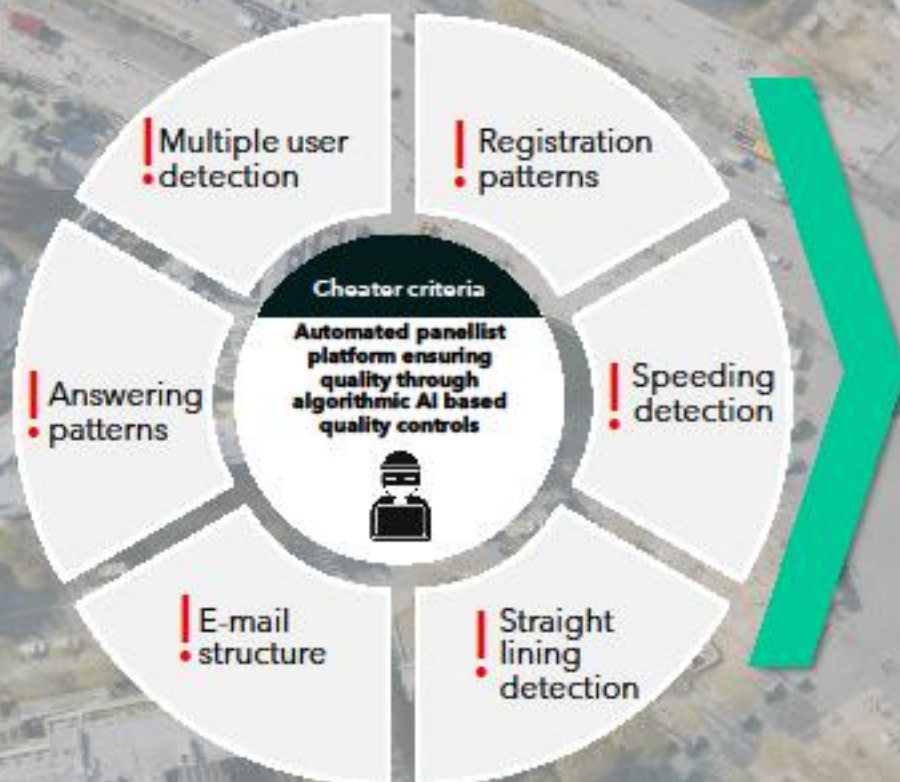 Multiple user
detection
Registration
patterns
Cheater criteria
Automated panellist
platform ensuring
quality through
algorithmic AI based
quality controls
Answering
patterns
Speeding
detection
E-mail
structure
Straight
lining
detection